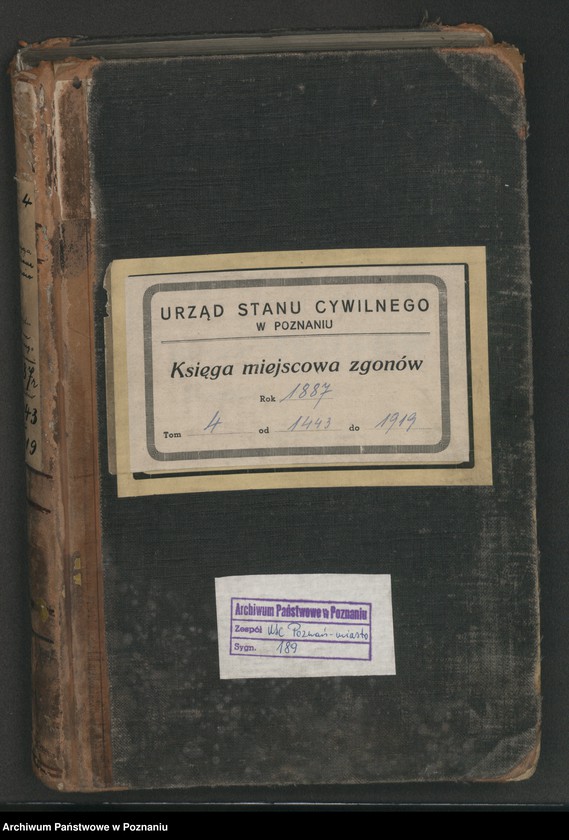 URZĄD STANU CYWILNEGO
W POZNANIU
Księga miejscowa zgonów
Rok 1887
Tom 4 od 1443 do 1919
Archiwum Państwowe w Poznaniu
Zespół USC Poznań-miasto
Sygn. 189
4
Archiwum Państwowe w Poznaniu